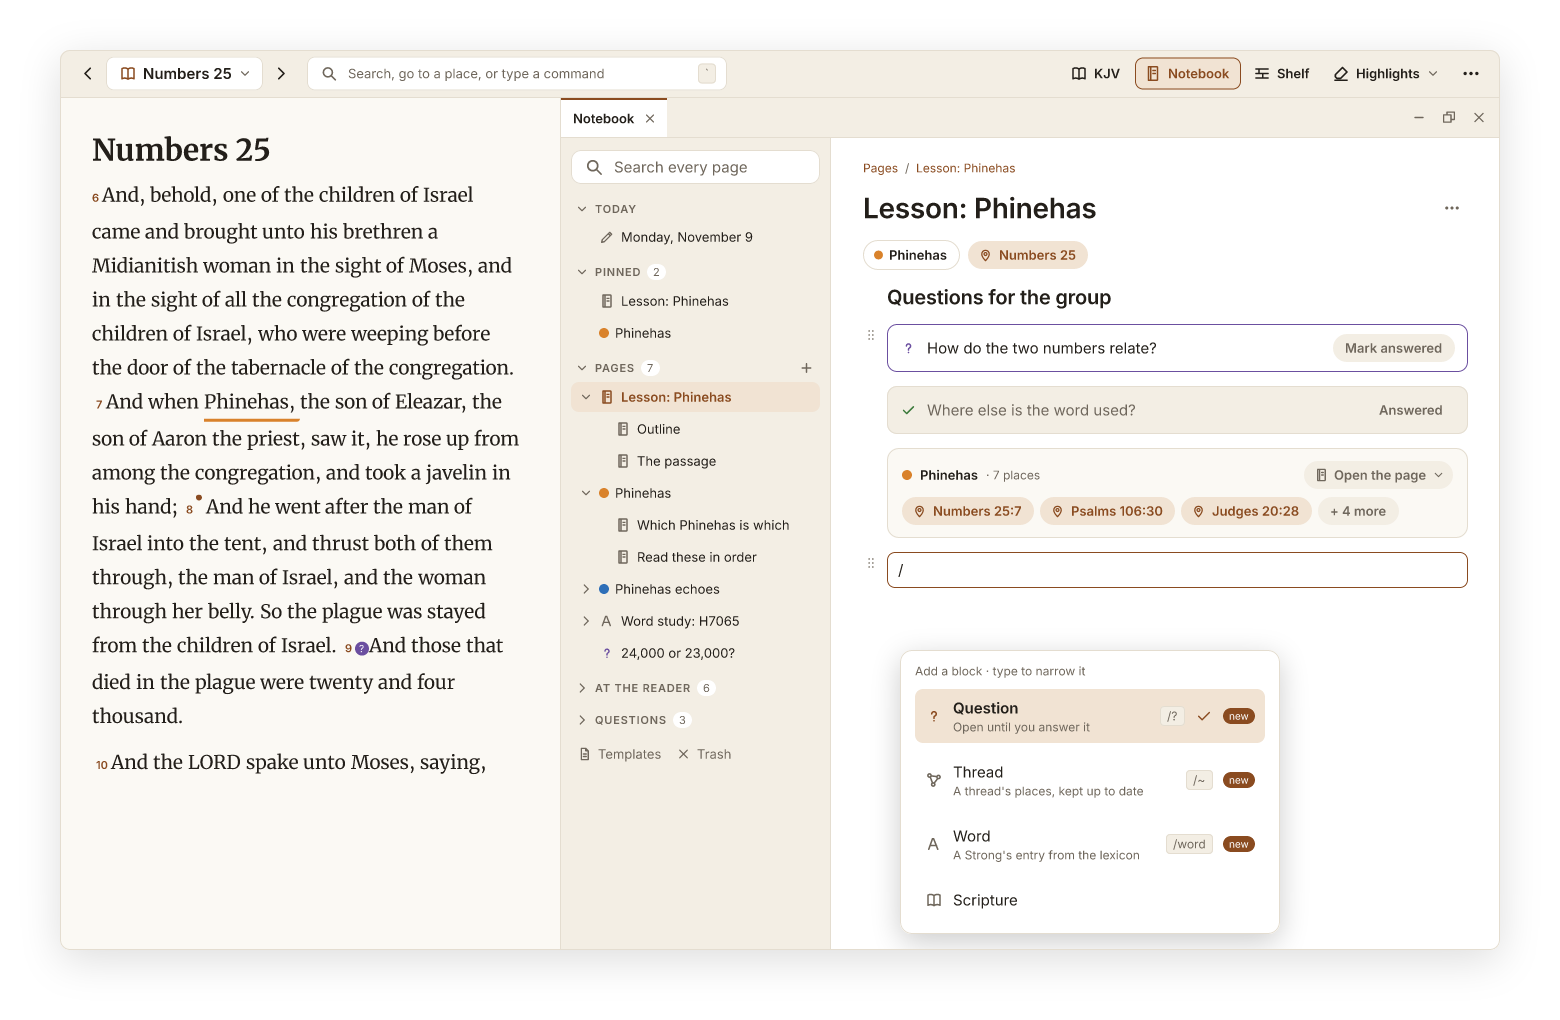 Numbers 25
Search, go to a place, or type a command
`
KJV
Notebook
Shelf
Highlights
Numbers 25
6 And, behold, one of the children of Israel
came and brought unto his brethren a
Midianitish woman in the sight of Moses, and
in the sight of all the congregation of the
children of Israel, who were weeping before
the door of the tabernacle of the congregation.
7 And when Phinehas, the son of Eleazar, the
son of Aaron the priest, saw it, he rose up from
among the congregation, and took a javelin in
his hand; 8 And he went after the man of
Israel into the tent, and thrust both of them
through, the man of Israel, and the woman
through her belly. So the plague was stayed
from the children of Israel. 9 ? And those that
died in the plague were twenty and four
thousand.
10 And the LORD spake unto Moses, saying,
Notebook
Search every page
TODAY
Monday, November 9
PINNED 2
Lesson: Phinehas
Phinehas
PAGES 7
Lesson: Phinehas
Outline
The passage
Phinehas
Which Phinehas is which
Read these in order
Phinehas echoes
A Word study: H7065
? 24,000 or 23,000?
AT THE READER 6
QUESTIONS 3
Templates
Trash
Pages / Lesson: Phinehas
Lesson: Phinehas
Phinehas
Numbers 25
Questions for the group
? How do the two numbers relate? Mark answered
Where else is the word used? Answered
Phinehas · 7 places Open the page
Numbers 25:7 Psalms 106:30 Judges 20:28 + 4 more
/
Add a block · type to narrow it
? Question /? new
Open until you answer it
Thread /~ new
A thread's places, kept up to date
A Word /word new
A Strong's entry from the lexicon
Scripture